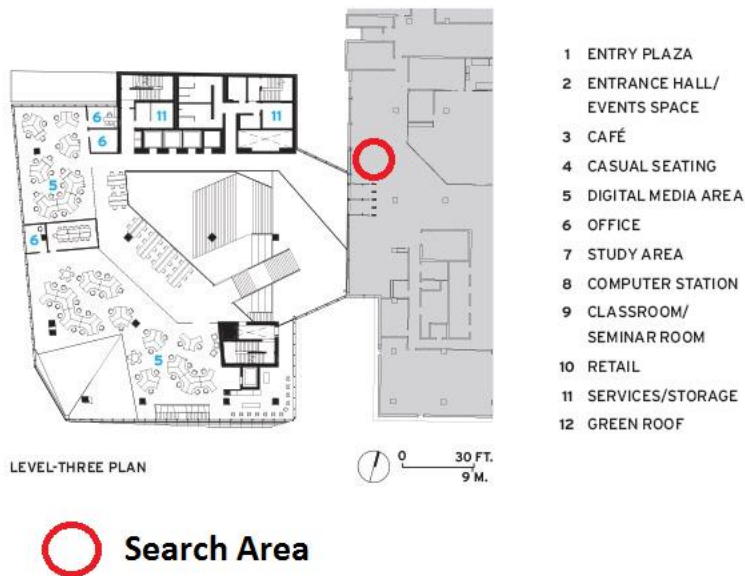 6
11
11
6
5
6
5
LEVEL-THREE PLAN
0 30 FT.
9 M.
1 ENTRY PLAZA
2 ENTRANCE HALL/
EVENTS SPACE
3 CAFÉ
4 CASUAL SEATING
5 DIGITAL MEDIA AREA
6 OFFICE
7 STUDY AREA
8 COMPUTER STATION
9 CLASSROOM/
SEMINAR ROOM
10 RETAIL
11 SERVICES/STORAGE
12 GREEN ROOF
Search Area